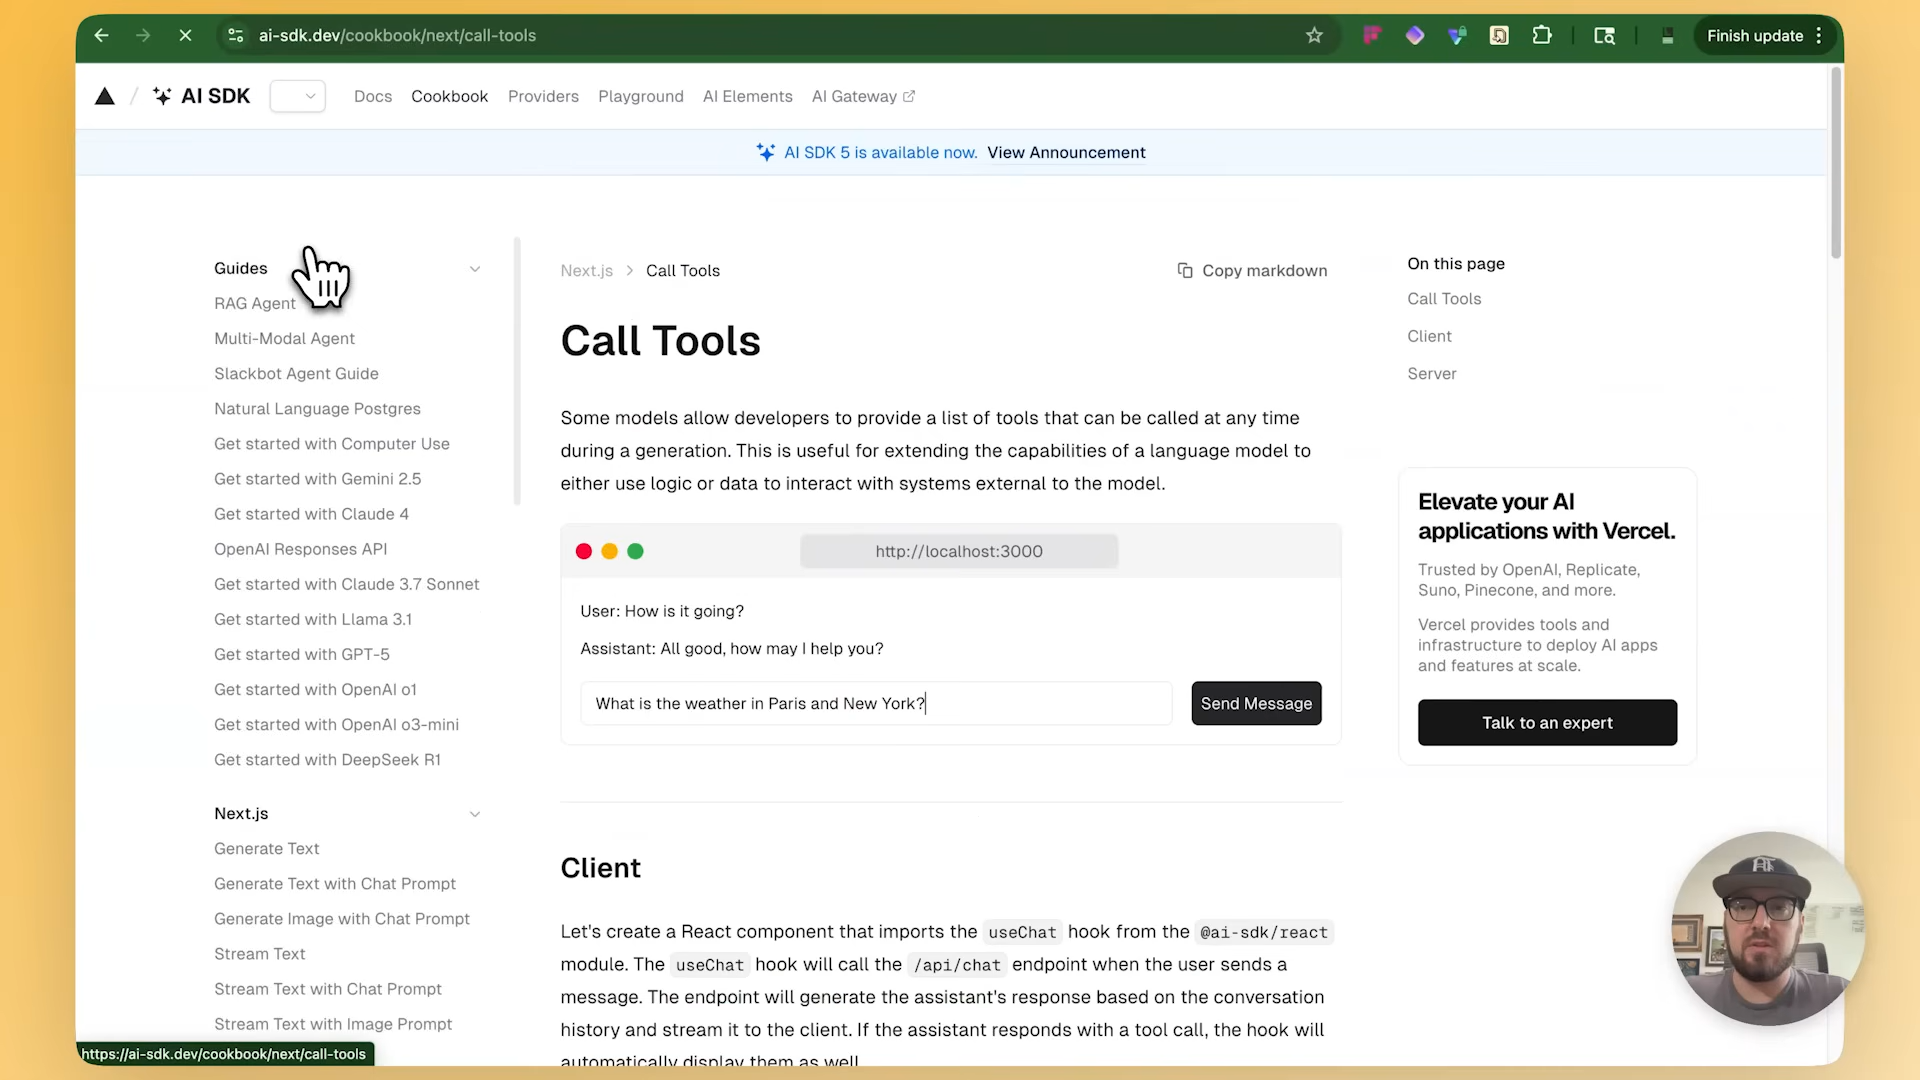 ai-sdk.dev/cookbook/next/call-tools
Finish update
AI SDK
Docs
Cookbook
Providers
Playground
AI Elements
AI Gateway
AI SDK 5 is available now. View Announcement
Guides
RAG Agent
Multi-Modal Agent
Slackbot Agent Guide
Natural Language Postgres
Get started with Computer Use
Get started with Gemini 2.5
Get started with Claude 4
OpenAI Responses API
Get started with Claude 3.7 Sonnet
Get started with Llama 3.1
Get started with GPT-5
Get started with OpenAI o1
Get started with OpenAI o3-mini
Get started with DeepSeek R1
Next.js
Generate Text
Generate Text with Chat Prompt
Generate Image with Chat Prompt
Stream Text
Stream Text with Chat Prompt
Stream Text with Image Prompt
https://ai-sdk.dev/cookbook/next/call-tools
Next.js > Call Tools
Copy markdown
Call Tools
Some models allow developers to provide a list of tools that can be called at any time
during a generation. This is useful for extending the capabilities of a language model to
either use logic or data to interact with systems external to the model.
http://localhost:3000
User: How is it going?
Assistant: All good, how may I help you?
What is the weather in Paris and New York?
Send Message
Client
Let's create a React component that imports the useChat hook from the @ai-sdk/react
module. The useChat hook will call the /api/chat endpoint when the user sends a
message. The endpoint will generate the assistant's response based on the conversation
history and stream it to the client. If the assistant responds with a tool call, the hook will
automatically display them as well.
On this page
Call Tools
Client
Server
Elevate your AI
applications with Vercel.
Trusted by OpenAI, Replicate,
Suno, Pinecone, and more.
Vercel provides tools and
infrastructure to deploy AI apps
and features at scale.
Talk to an expert